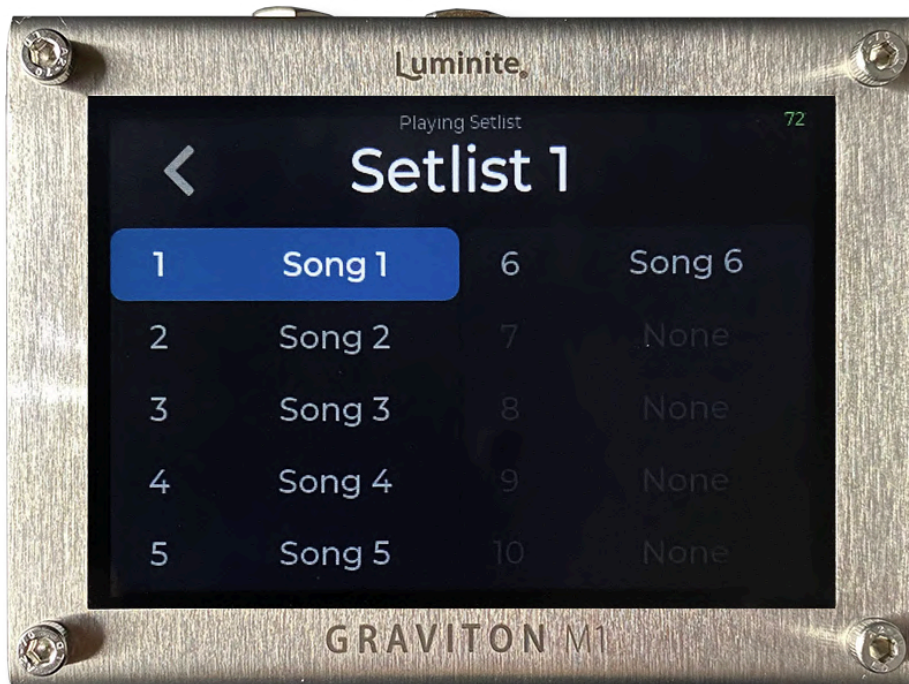 Luminite
Playing Setlist
72
Setlist 1
1 Song 1
2 Song 2
3 Song 3
4 Song 4
5 Song 5
6 Song 6
7 None
8 None
9 None
10 None
GRAVITON M1